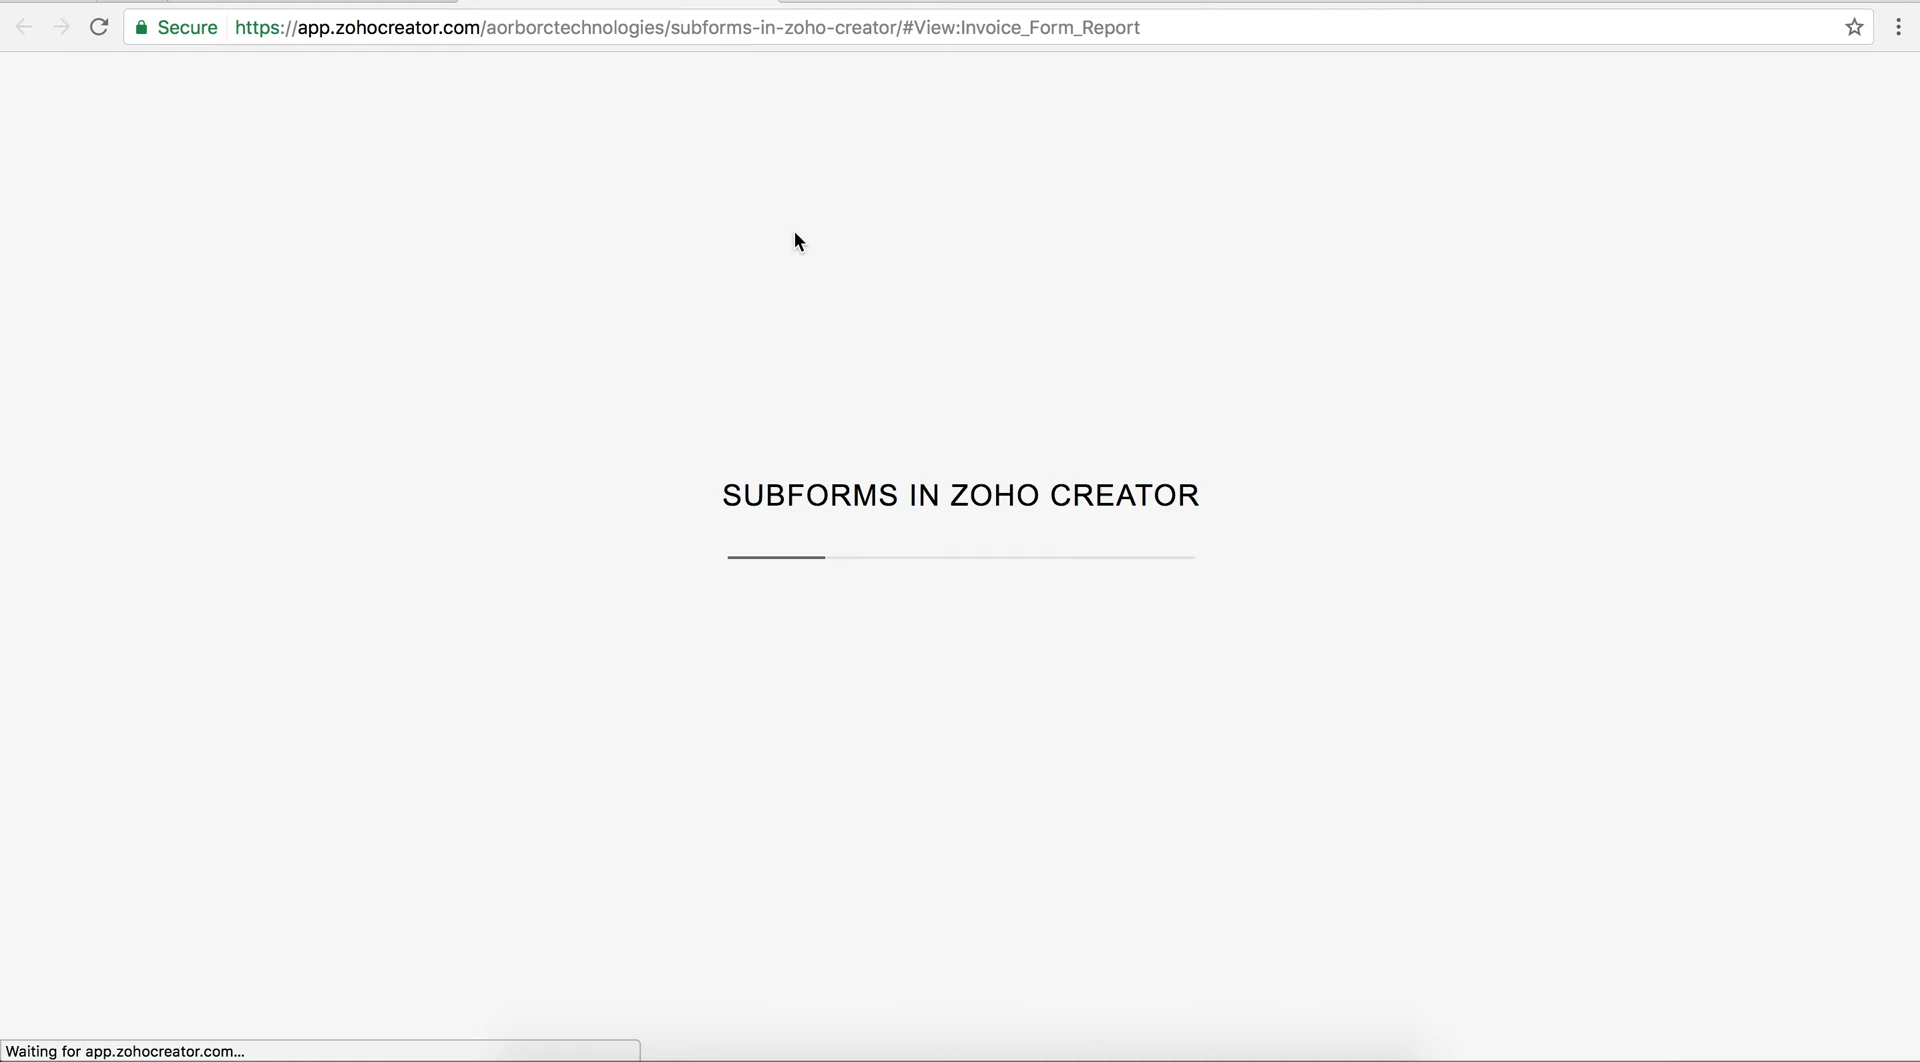 Secure https://app.zohocreator.com/aorborctechnologies/subforms-in-zoho-creator/#View:Invoice_Form_Report
SUBFORMS IN ZOHO CREATOR
Waiting for app.zohocreator.com...